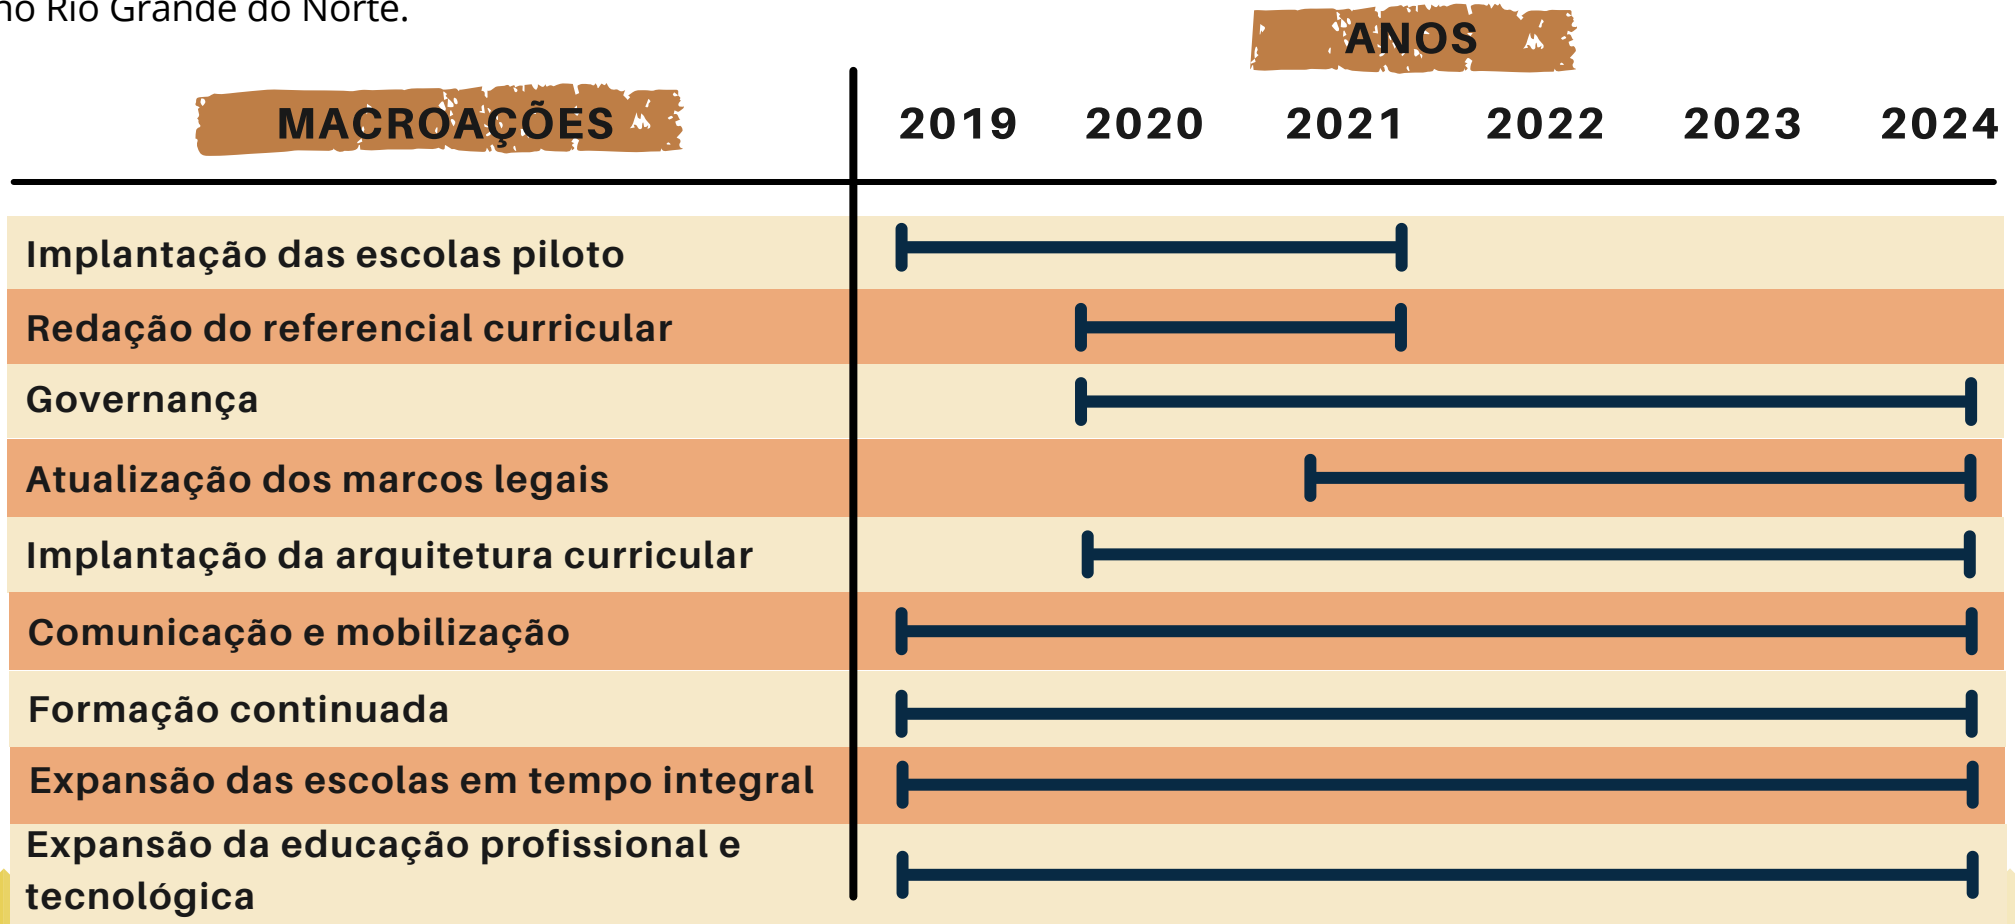 no Rio Grande do Norte.
ANOS
MACROAÇÕES
2019 2020 2021 2022 2023 2024
Implantação das escolas piloto
Redação do referencial curricular
Governança
Atualização dos marcos legais
Implantação da arquitetura curricular
Comunicação e mobilização
Formação continuada
Expansão das escolas em tempo integral
Expansão da educação profissional e
tecnológica